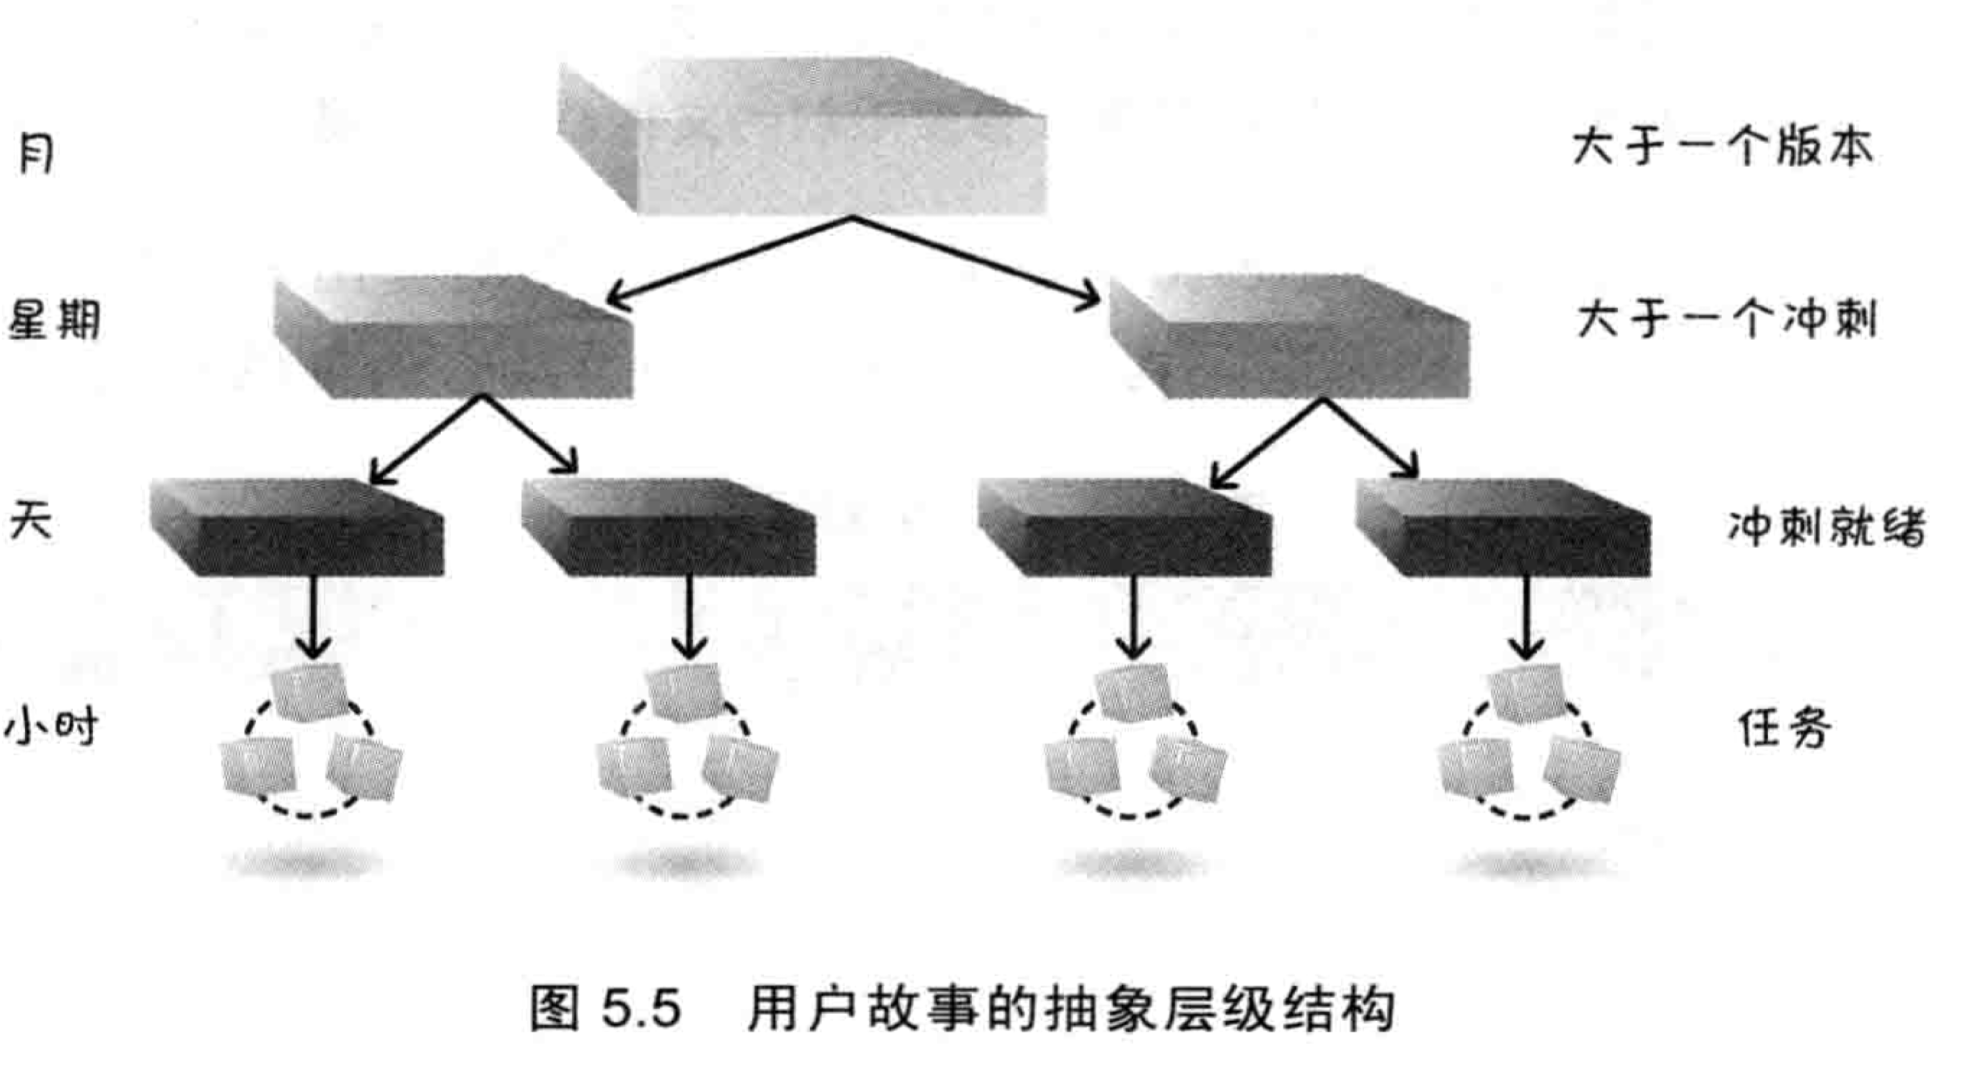 月 大于一个版本
星期 大于一个冲刺
天 冲刺就绪
小时 任务
图 5.5 用户故事的抽象层级结构